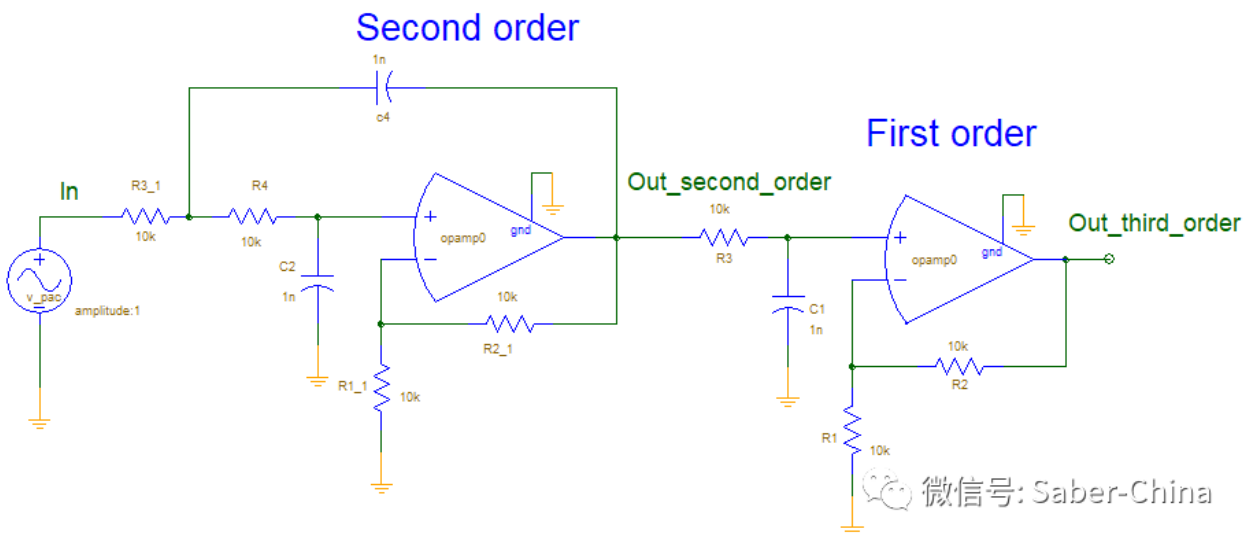 Second order
1n
c4
First order
In
R3_1
10k
R4
10k
+
−
opamp0
gnd
Out_second_order
10k
R3
+
−
opamp0
gnd
Out_third_order
+
v_pac
amplitude:1
C2
1n
10k
R2_1
R1_1
10k
C1
1n
10k
R2
R1
10k
微信号: Saber-China